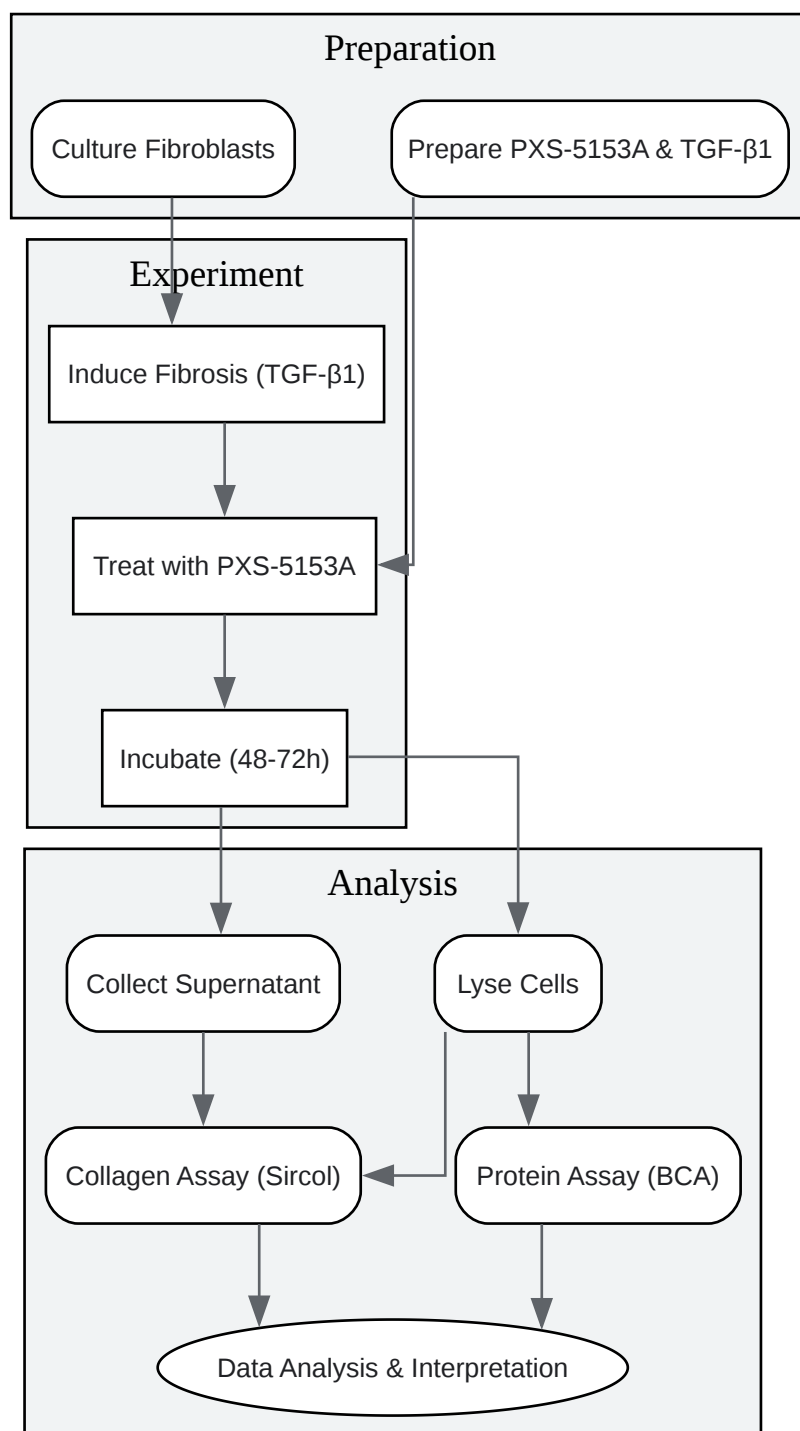 Preparation
Culture Fibroblasts
Prepare PXS-5153A & TGF-β1
Experiment
Induce Fibrosis (TGF-β1)
Treat with PXS-5153A
Incubate (48-72h)
Analysis
Collect Supernatant
Lyse Cells
Collagen Assay (Sircol)
Protein Assay (BCA)
Data Analysis & Interpretation